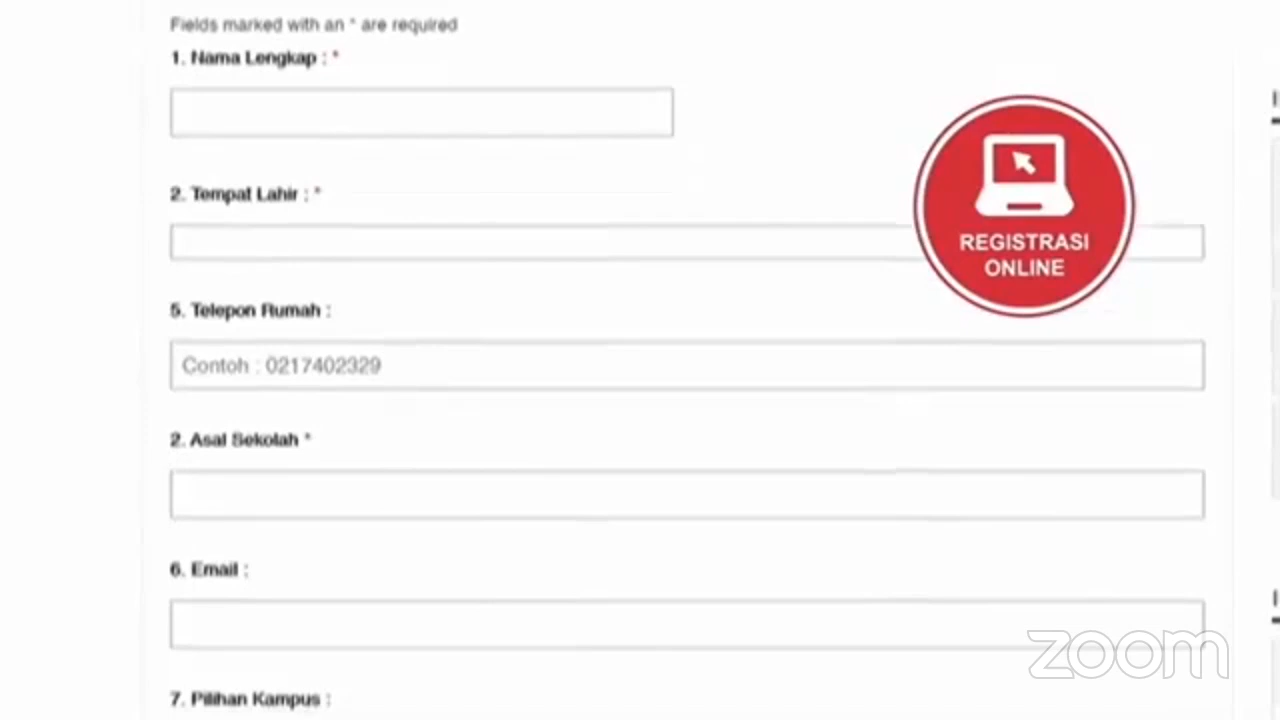 Fields marked with an * are required
1. Nama Lengkap : *
2. Tempat Lahir : *
REGISTRASI
ONLINE
5. Telepon Rumah :
Contoh : 0217402329
2. Asal Sekolah *
6. Email :
zoom
7. Pilihan Kampus :